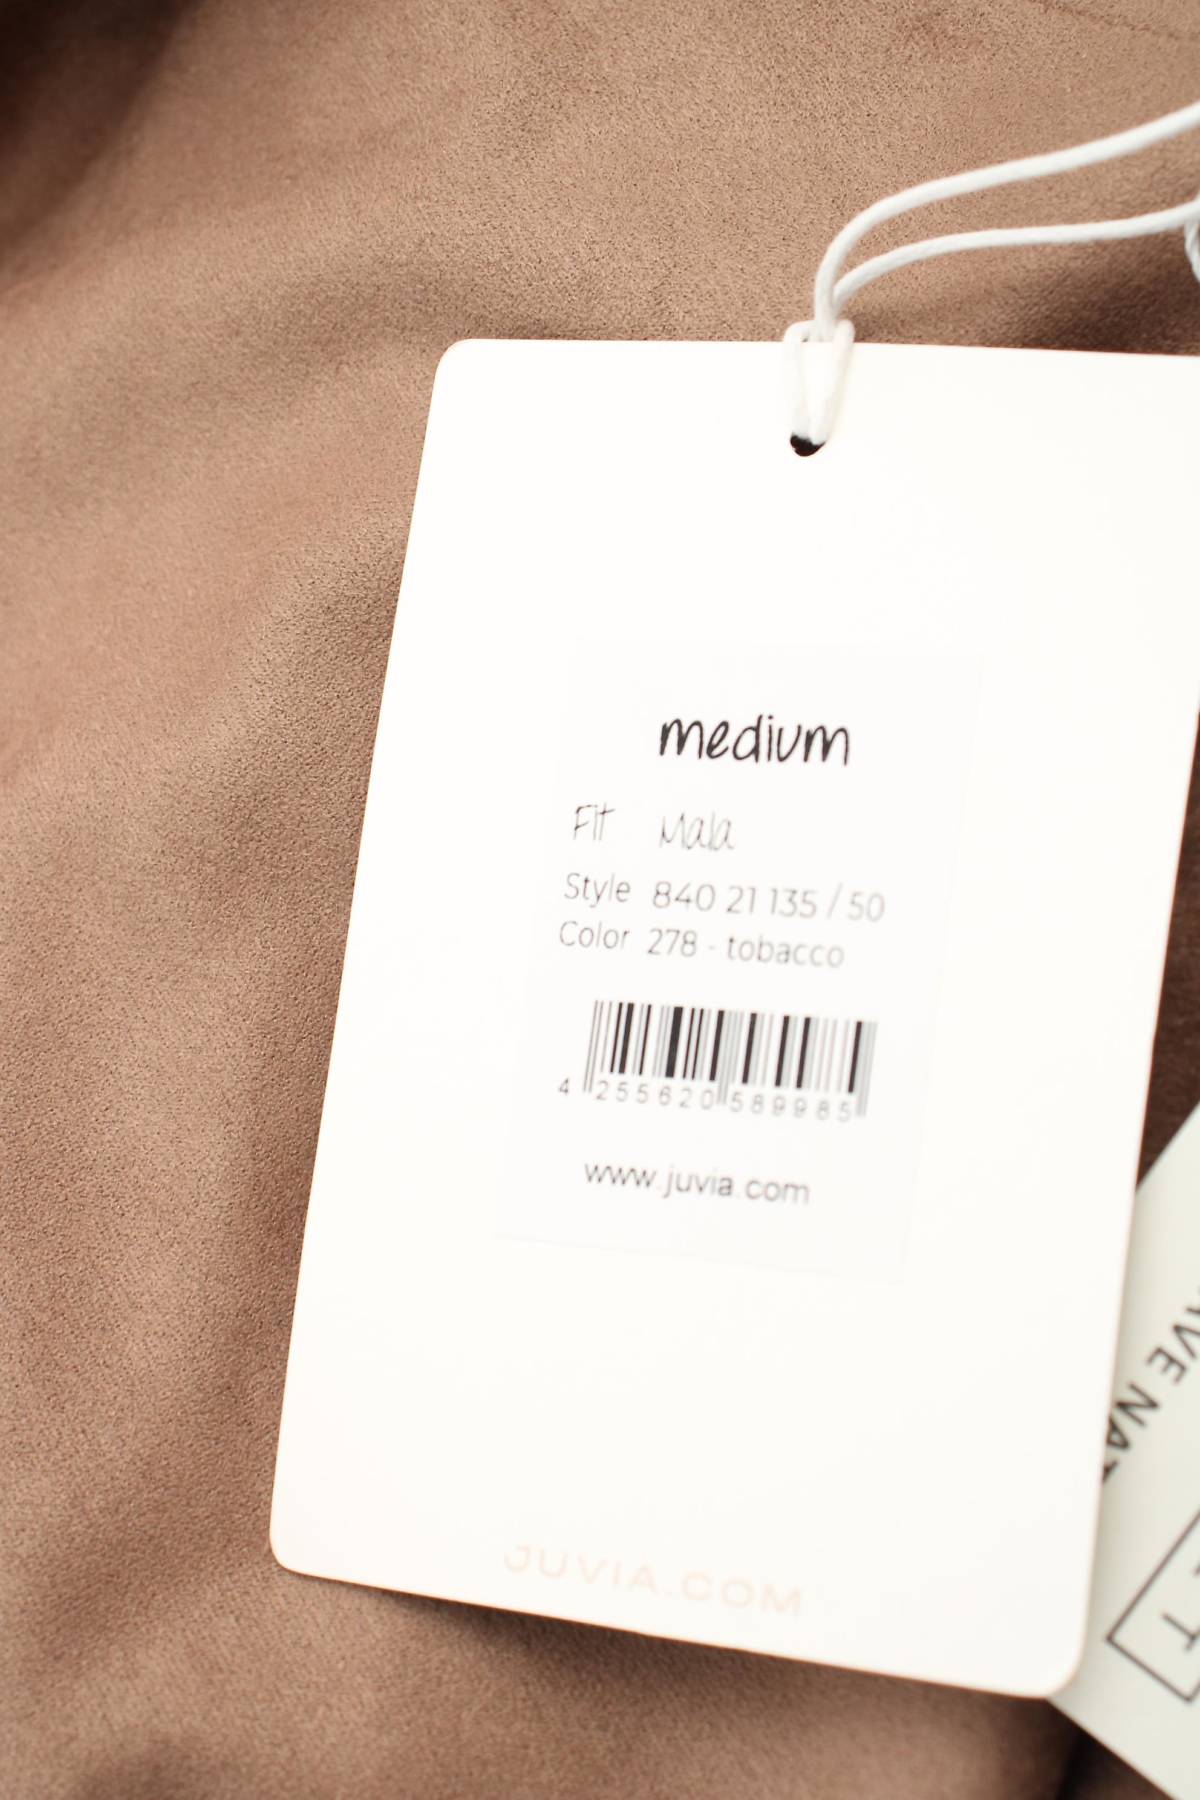 medium
Fit Mala
Style 840 21 135 / 50
Color 278 - tobacco
4 255620 589985
www.juvia.com
JUVIA.COM